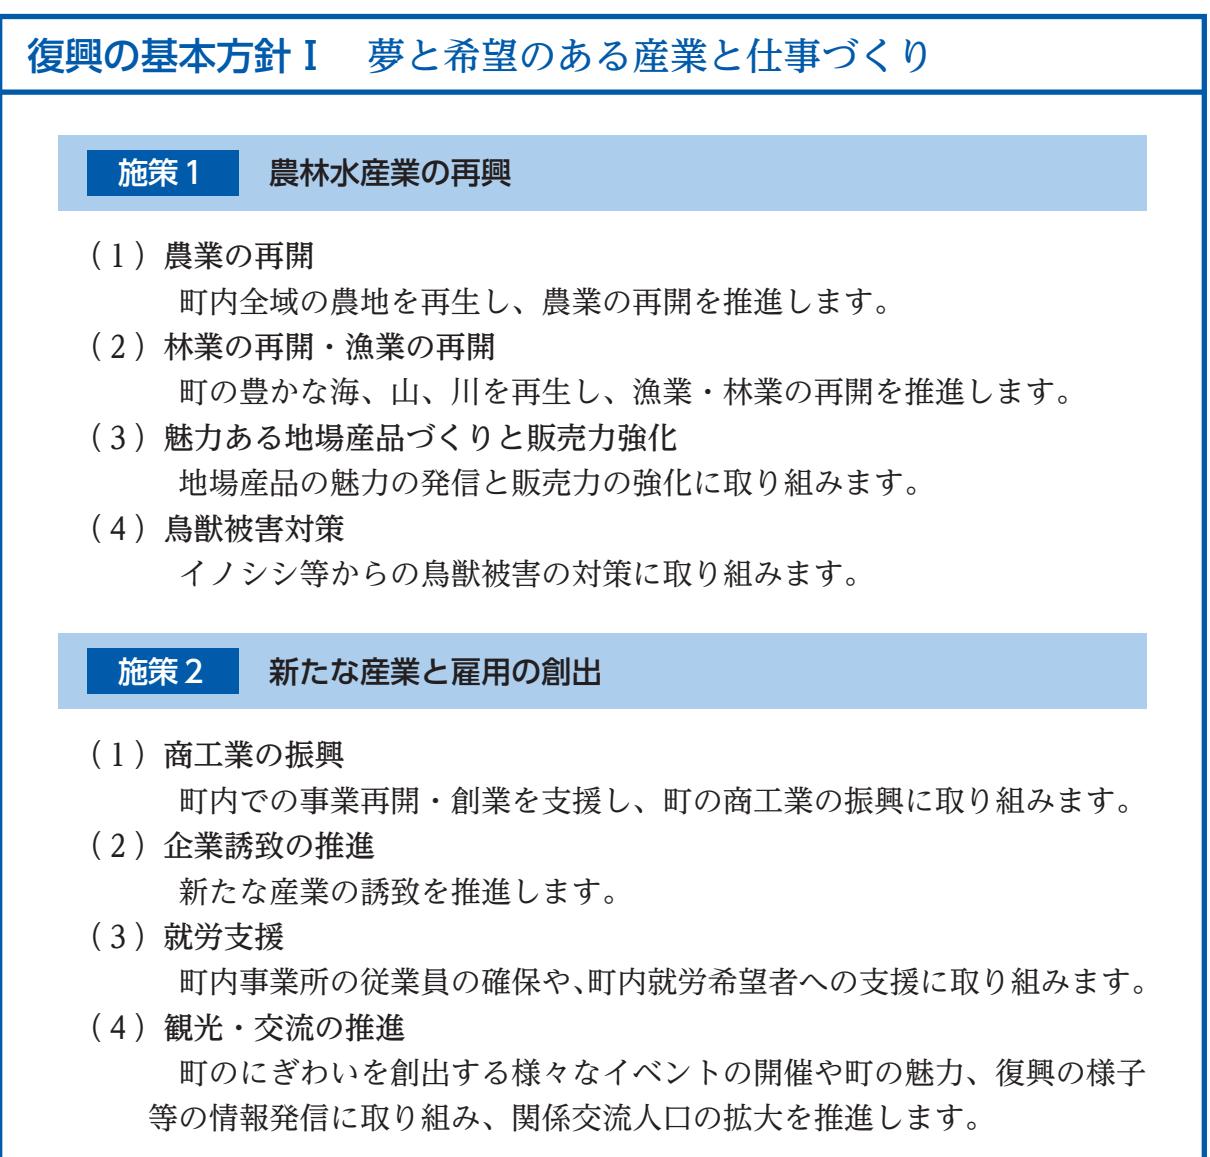 復興の基本方針Ⅰ　夢と希望のある産業と仕事づくり
施策１　農林水産業の再興
（１）農業の再開
町内全域の農地を再生し、農業の再開を推進します。
（２）林業の再開・漁業の再開
町の豊かな海、山、川を再生し、漁業・林業の再開を推進します。
（３）魅力ある地場産品づくりと販売力強化
地場産品の魅力の発信と販売力の強化に取り組みます。
（４）鳥獣被害対策
イノシシ等からの鳥獣被害の対策に取り組みます。
施策２　新たな産業と雇用の創出
（１）商工業の振興
町内での事業再開・創業を支援し、町の商工業の振興に取り組みます。
（２）企業誘致の推進
新たな産業の誘致を推進します。
（３）就労支援
町内事業所の従業員の確保や、町内就労希望者への支援に取り組みます。
（４）観光・交流の推進
町のにぎわいを創出する様々なイベントの開催や町の魅力、復興の様子
等の情報発信に取り組み、関係交流人口の拡大を推進します。